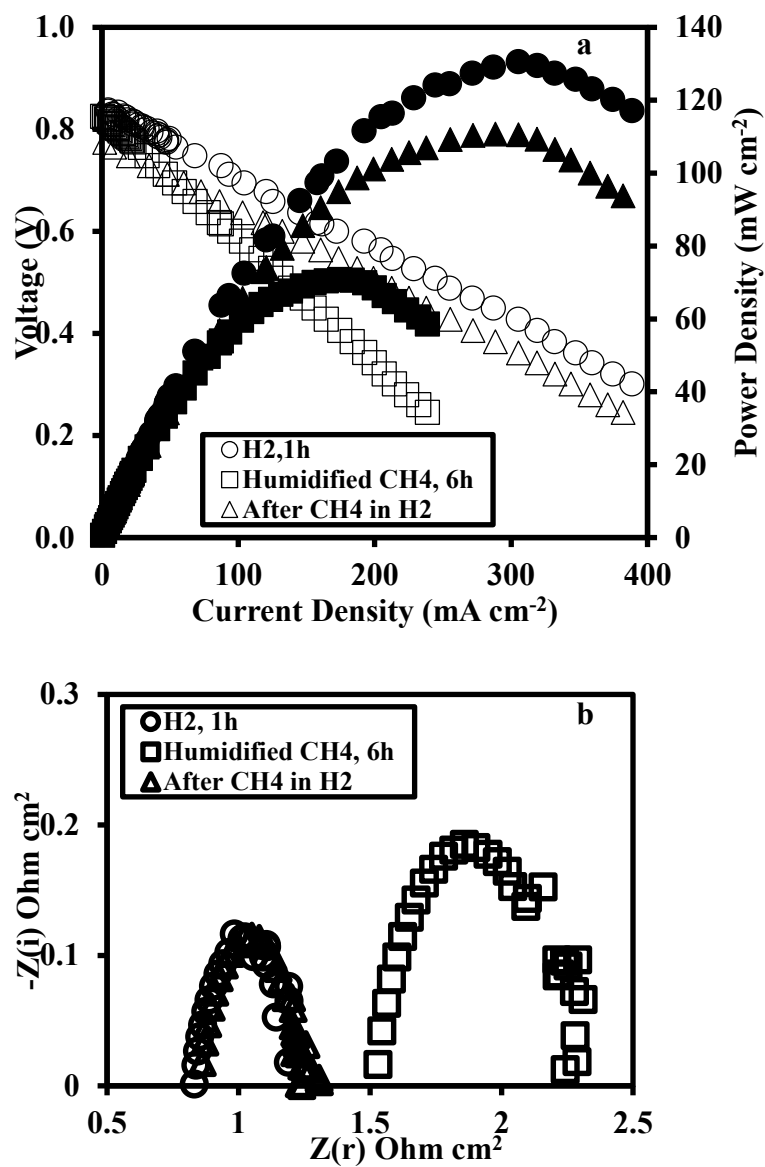 a
1.0
0.8
0.6
0.4
0.2
0.0
Voltage (V)
140
120
100
80
60
40
20
0
Power Density (mW cm-2)
H2,1h
Humidified CH4, 6h
After CH4 in H2
0 100 200 300 400
Current Density (mA cm-2)
b
0.3
0.2
0.1
0
-Z(i) Ohm cm2
H2, 1h
Humidified CH4, 6h
After CH4 in H2
0.5 1 1.5 2 2.5
Z(r) Ohm cm2